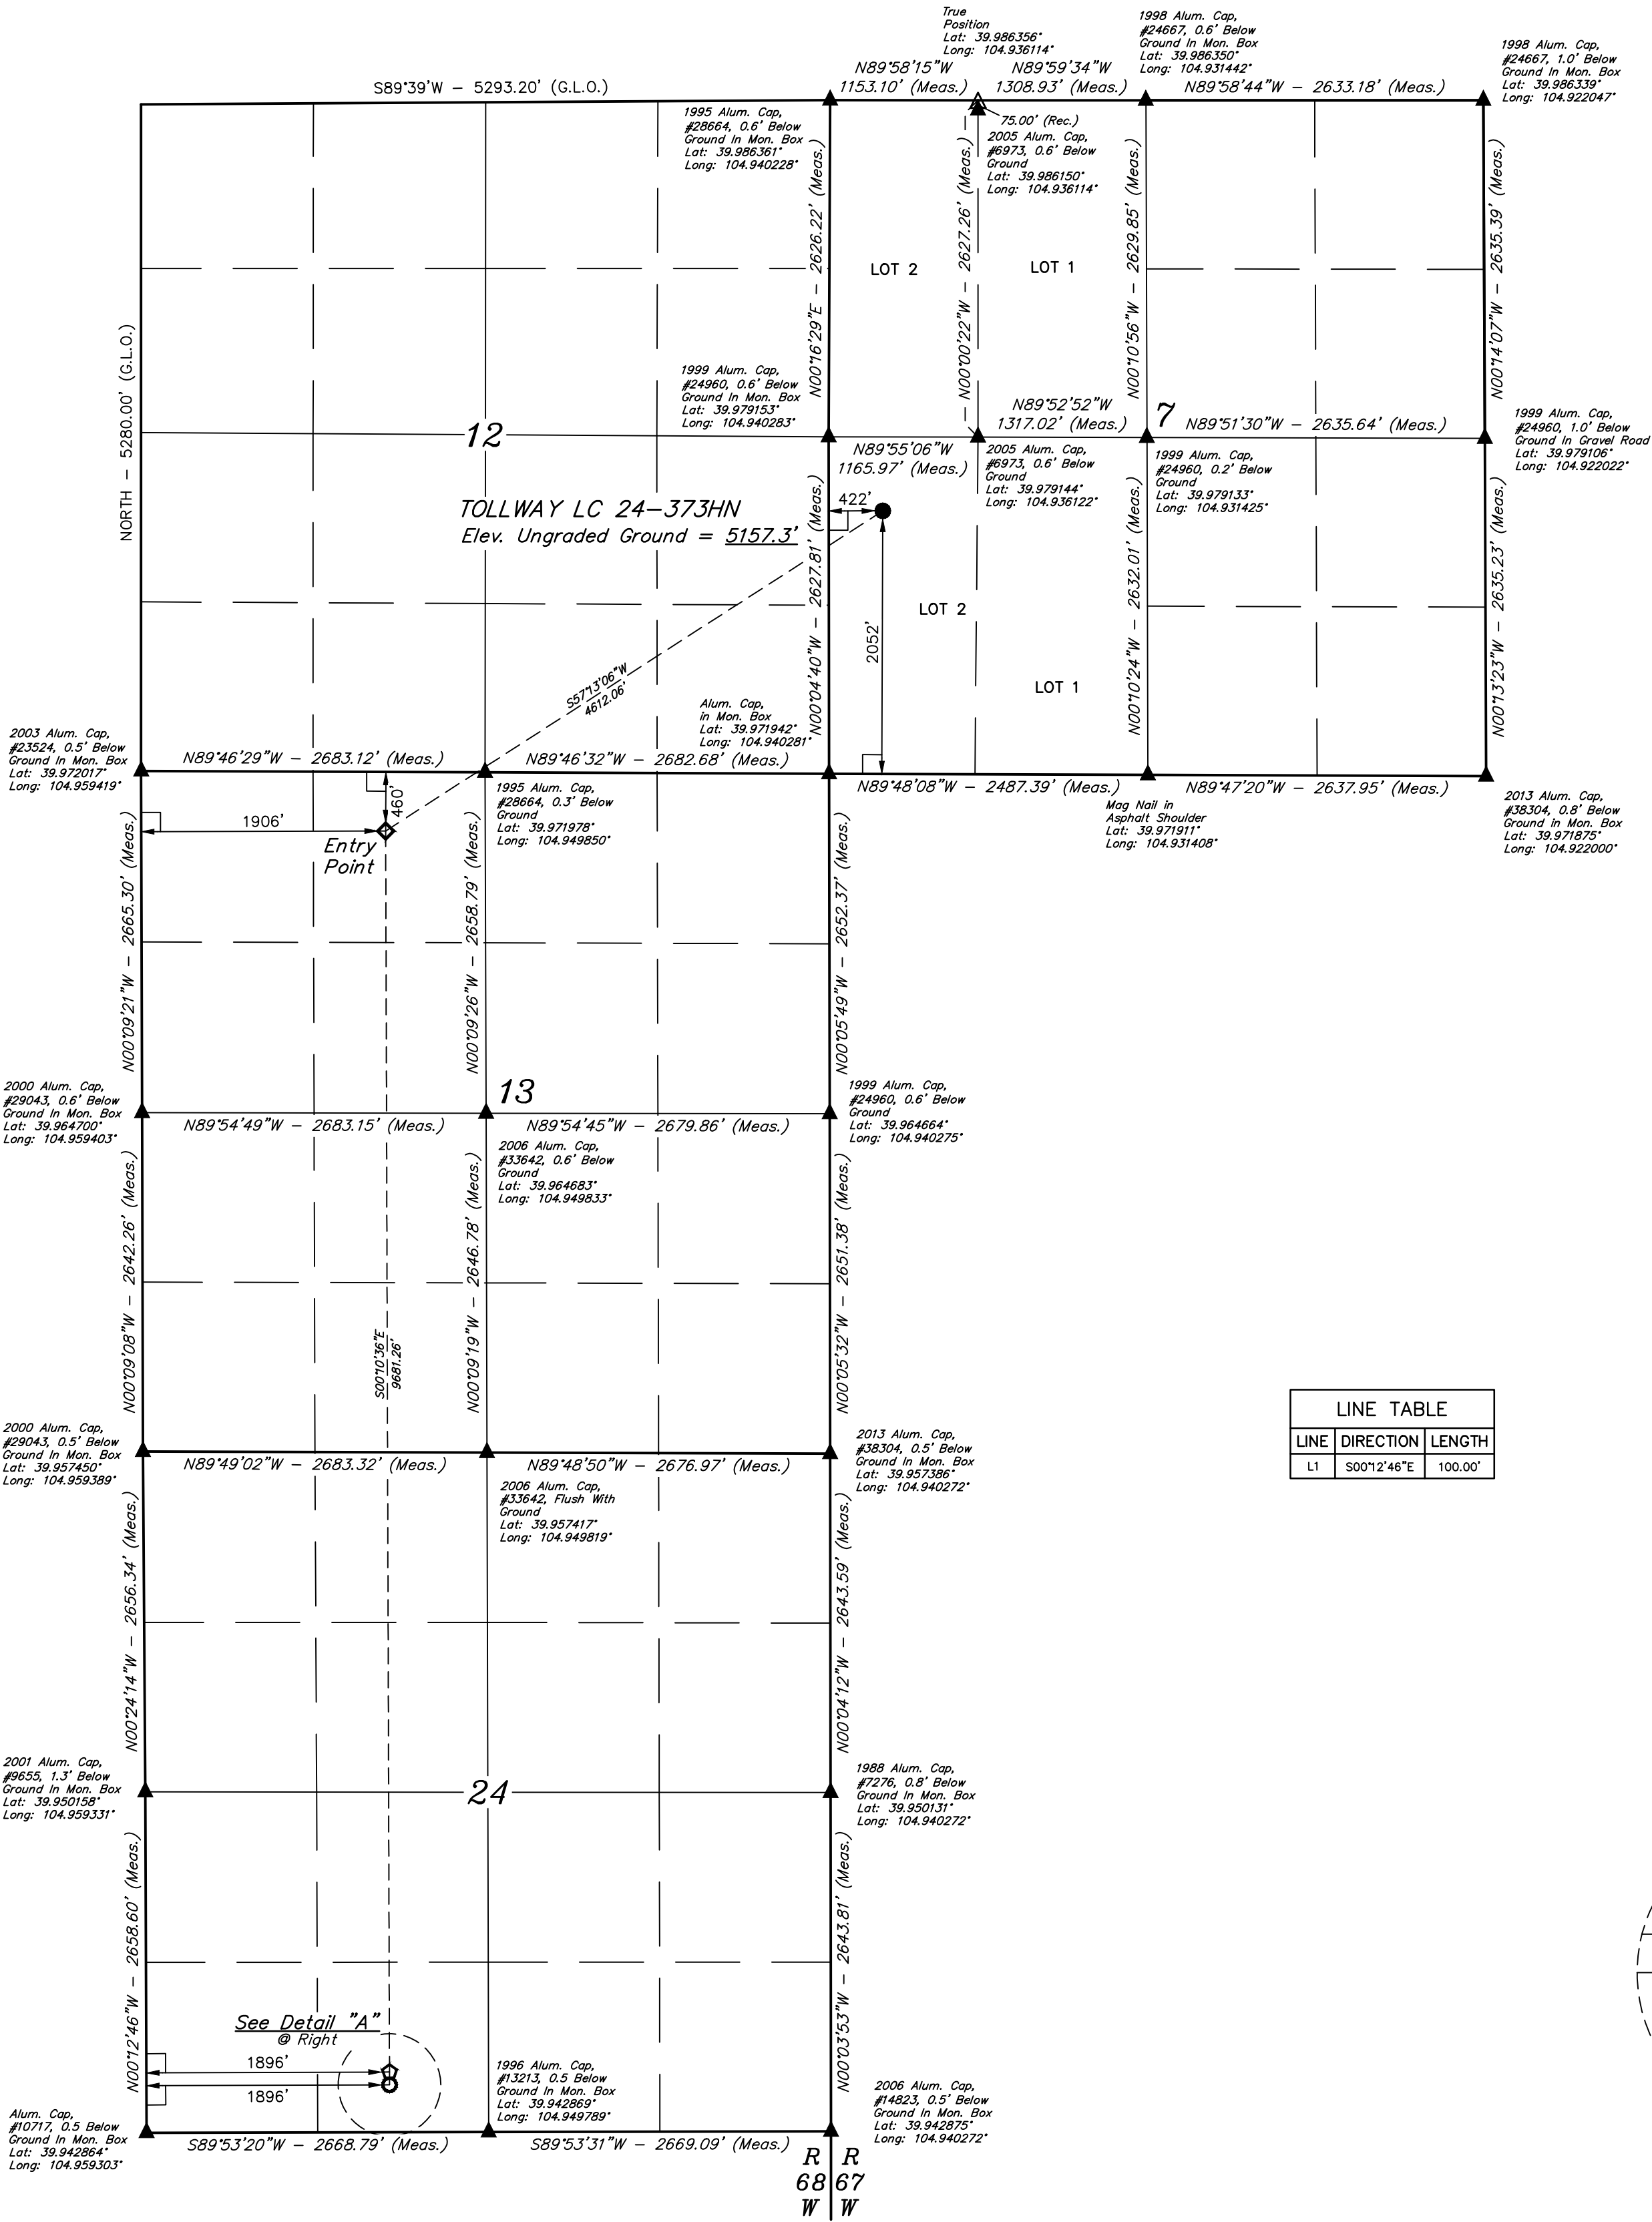 True
Position
Lat: 39.986356°
Long: 104.936114°
1998 Alum. Cap,
#24667, 0.6' Below
Ground In Mon. Box
Lat: 39.986350°
Long: 104.931442°
1998 Alum. Cap,
#24667, 1.0' Below
Ground In Mon. Box
Lat: 39.986339°
Long: 104.922047°
S89°39'W – 5293.20' (G.L.O.)
N89°58'15"W
1153.10' (Meas.)
N89°59'34"W
1308.93' (Meas.)
N89°58'44"W – 2633.18' (Meas.)
1995 Alum. Cap,
#28664, 0.6' Below
Ground In Mon. Box
Lat: 39.986361°
Long: 104.940228°
75.00' (Rec.)
2005 Alum. Cap,
#6973, 0.6' Below
Ground
Lat: 39.986150°
Long: 104.936114°
NORTH – 5280.00' (G.L.O.)
N00°16'29"E – 2626.22' (Meas.)
N00°00'22"W – 2627.26' (Meas.)
N00°10'56"W – 2629.85' (Meas.)
N00°14'07"W – 2635.39' (Meas.)
LOT 2
LOT 1
1999 Alum. Cap,
#24960, 0.6' Below
Ground In Mon. Box
Lat: 39.979153°
Long: 104.940283°
12
N89°52'52"W
1317.02' (Meas.)
7
N89°51'30"W – 2635.64' (Meas.)
1999 Alum. Cap,
#24960, 1.0' Below
Ground In Gravel Road
Lat: 39.979106°
Long: 104.922022°
N89°55'06"W
1165.97' (Meas.)
2005 Alum. Cap,
#6973, 0.6' Below
Ground
Lat: 39.979144°
Long: 104.936122°
1999 Alum. Cap,
#24960, 0.2' Below
Ground
Lat: 39.979133°
Long: 104.931425°
TOLLWAY LC 24–373HN
Elev. Ungraded Ground = 5157.3'
422'
2052'
N00°04'40"W – 2627.81' (Meas.)
N00°10'24"W – 2632.01' (Meas.)
N00°13'23"W – 2635.23' (Meas.)
LOT 2
LOT 1
S57°13'06"W
4612.06'
Alum. Cap,
in Mon. Box
Lat: 39.971942°
Long: 104.940281°
2003 Alum. Cap,
#23524, 0.5' Below
Ground In Mon. Box
Lat: 39.972017°
Long: 104.959419°
N89°46'29"W – 2683.12' (Meas.)
N89°46'32"W – 2682.68' (Meas.)
N89°48'08"W – 2487.39' (Meas.)
N89°47'20"W – 2637.95' (Meas.)
460'
1906'
Entry
Point
1995 Alum. Cap,
#28664, 0.3' Below
Ground
Lat: 39.971978°
Long: 104.949850°
Mag Nail in
Asphalt Shoulder
Lat: 39.971911°
Long: 104.931408°
2013 Alum. Cap,
#38304, 0.8' Below
Ground in Mon. Box
Lat: 39.971875°
Long: 104.922000°
N00°09'21"W – 2665.30' (Meas.)
N00°09'26"W – 2658.79' (Meas.)
N00°05'49"W – 2652.37' (Meas.)
2000 Alum. Cap,
#29043, 0.6' Below
Ground In Mon. Box
Lat: 39.964700°
Long: 104.959403°
13
1999 Alum. Cap,
#24960, 0.6' Below
Ground
Lat: 39.964664°
Long: 104.940275°
N89°54'49"W – 2683.15' (Meas.)
N89°54'45"W – 2679.86' (Meas.)
2006 Alum. Cap,
#33642, 0.6' Below
Ground
Lat: 39.964683°
Long: 104.949833°
N00°09'08"W – 2642.26' (Meas.)
S00°10'36"E
9681.26'
N00°09'19"W – 2646.78' (Meas.)
N00°05'32"W – 2651.38' (Meas.)
LINE TABLE
LINE DIRECTION LENGTH
L1 S00°12'46"E 100.00'
2000 Alum. Cap,
#29043, 0.5' Below
Ground In Mon. Box
Lat: 39.957450°
Long: 104.959389°
N89°49'02"W – 2683.32' (Meas.)
N89°48'50"W – 2676.97' (Meas.)
2013 Alum. Cap,
#38304, 0.5' Below
Ground In Mon. Box
Lat: 39.957386°
Long: 104.940272°
2006 Alum. Cap,
#33642, Flush With
Ground
Lat: 39.957417°
Long: 104.949819°
N00°24'14"W – 2656.34' (Meas.)
N00°04'12"W – 2643.59' (Meas.)
2001 Alum. Cap,
#9655, 1.3' Below
Ground In Mon. Box
Lat: 39.950158°
Long: 104.959331°
24
1988 Alum. Cap,
#7276, 0.8' Below
Ground In Mon. Box
Lat: 39.950131°
Long: 104.940272°
N00°12'46"W – 2658.60' (Meas.)
N00°03'53"W – 2643.81' (Meas.)
See Detail "A"
@ Right
1896'
1896'
1996 Alum. Cap,
#13213, 0.5 Below
Ground In Mon. Box
Lat: 39.942869°
Long: 104.949789°
2006 Alum. Cap,
#14823, 0.5' Below
Ground In Mon. Box
Lat: 39.942875°
Long: 104.940272°
Alum. Cap,
#10717, 0.5 Below
Ground In Mon. Box
Lat: 39.942864°
Long: 104.959303°
S89°53'20"W – 2668.79' (Meas.)
S89°53'31"W – 2669.09' (Meas.)
R R
68 67
W W